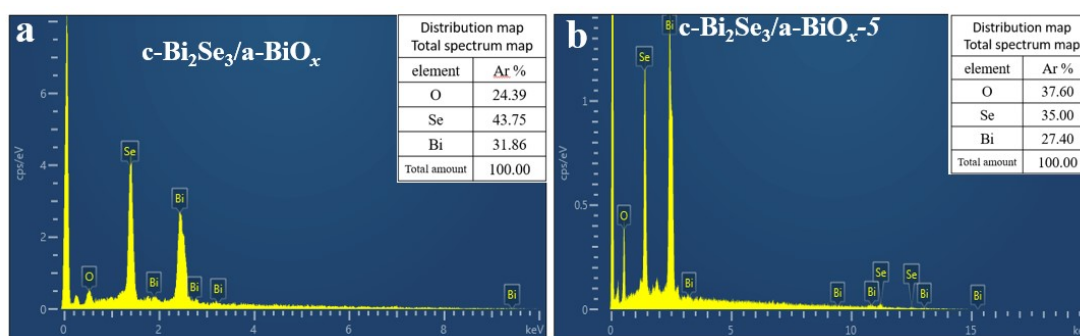 a
c-Bi₂Se₃/a-BiOₓ
Distribution map
Total spectrum map
element Ar %
O 24.39
Se 43.75
Bi 31.86
Total amount 100.00
cps/eV
6
4
2
0
Se
Bi
O
Bi
Bi
Bi
Bi
0 2 4 6 8 keV
b
c-Bi₂Se₃/a-BiOₓ-5
Distribution map
Total spectrum map
element Ar %
O 37.60
Se 35.00
Bi 27.40
Total amount 100.00
cps/eV
1
0.5
0
Bi
Se
O
Bi
Bi
Bi
Se
Se
Bi
Bi
0 5 10 15